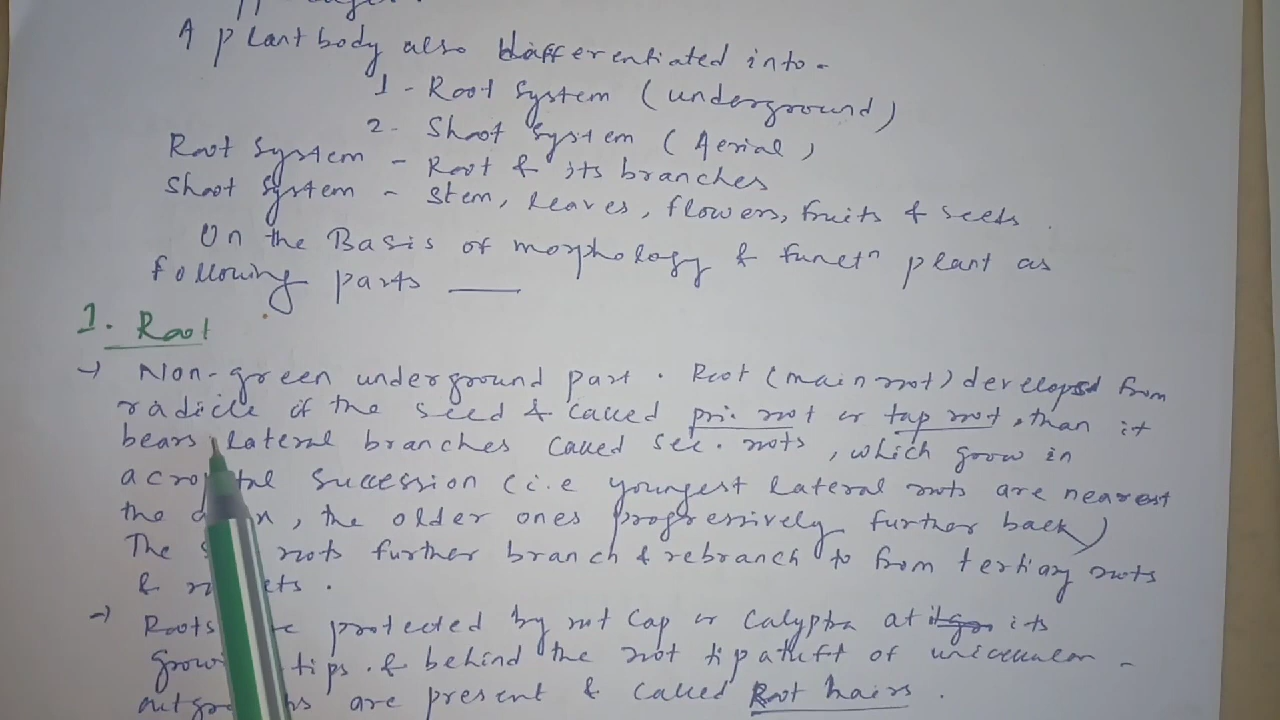 A plant body also differentiated into -
1 - Root System (underground)
2- Shoot System (Aerial)
Root System - Root & its branches
Shoot System - Stem, leaves, flowers, fruits & seeds.
On the Basis of morphology & functn plant as
following parts
1. Root
→ Non-green underground part. Root (main root) developed from
radicle of the seed & called pri. root or tap root, than it
bears lateral branches called sec. roots, which grow in
succession (i.e youngest lateral roots are nearest
the , the older ones progressively further back)
The roots further branch & rebranch to from tertiary roots
& .
→ Roots protected by root cap or calyptra at its
tips. & behind the root tip a tuft of unicellular -
are present & called Root hairs.